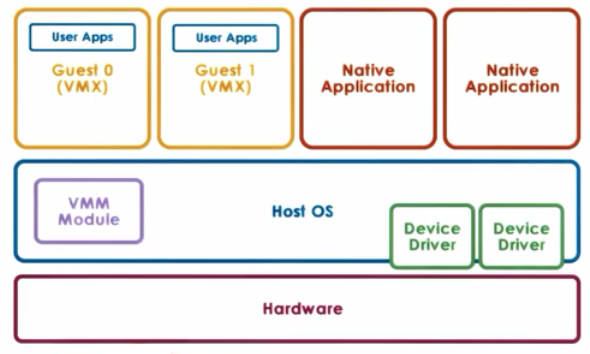 User Apps
Guest 0
(VMX)
User Apps
Guest 1
(VMX)
Native
Application
Native
Application
VMM
Module
Host OS
Device
Driver
Device
Driver
Hardware